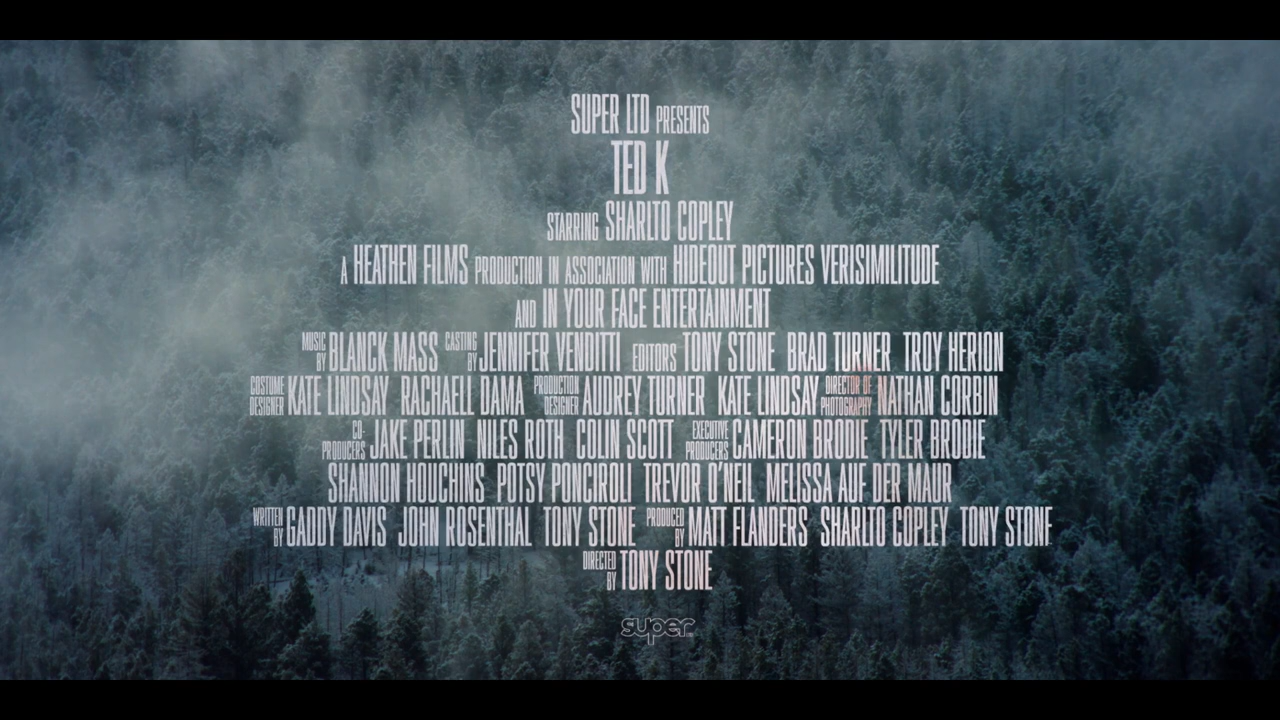 SUPER LTD PRESENTS
TED K
STARRING SHARLTO COPLEY
A HEATHEN FILMS PRODUCTION IN ASSOCIATION WITH HIDEOUT PICTURES VERISIMILITUDE
AND IN YOUR FACE ENTERTAINMENT
MUSIC BY BLANCK MASS CASTING BY JENNIFER VENDITTI EDITORS TONY STONE BRAD TURNER TROY HERION
COSTUME DESIGNER KATE LINDSAY RACHAELL DAMA PRODUCTION DESIGNER AUDREY TURNER KATE LINDSAY DIRECTOR OF PHOTOGRAPHY NATHAN CORBIN
CO-PRODUCERS JAKE PERLIN NILES ROTH COLIN SCOTT EXECUTIVE PRODUCERS CAMERON BRODIE TYLER BRODIE
SHANNON HOUCHINS POTSY PONCIROLI TREVOR O'NEIL MELISSA AUF DER MAUR
WRITTEN BY GADDY DAVIS JOHN ROSENTHAL TONY STONE PRODUCED BY MATT FLANDERS SHARLTO COPLEY TONY STONE
DIRECTED BY TONY STONE
super